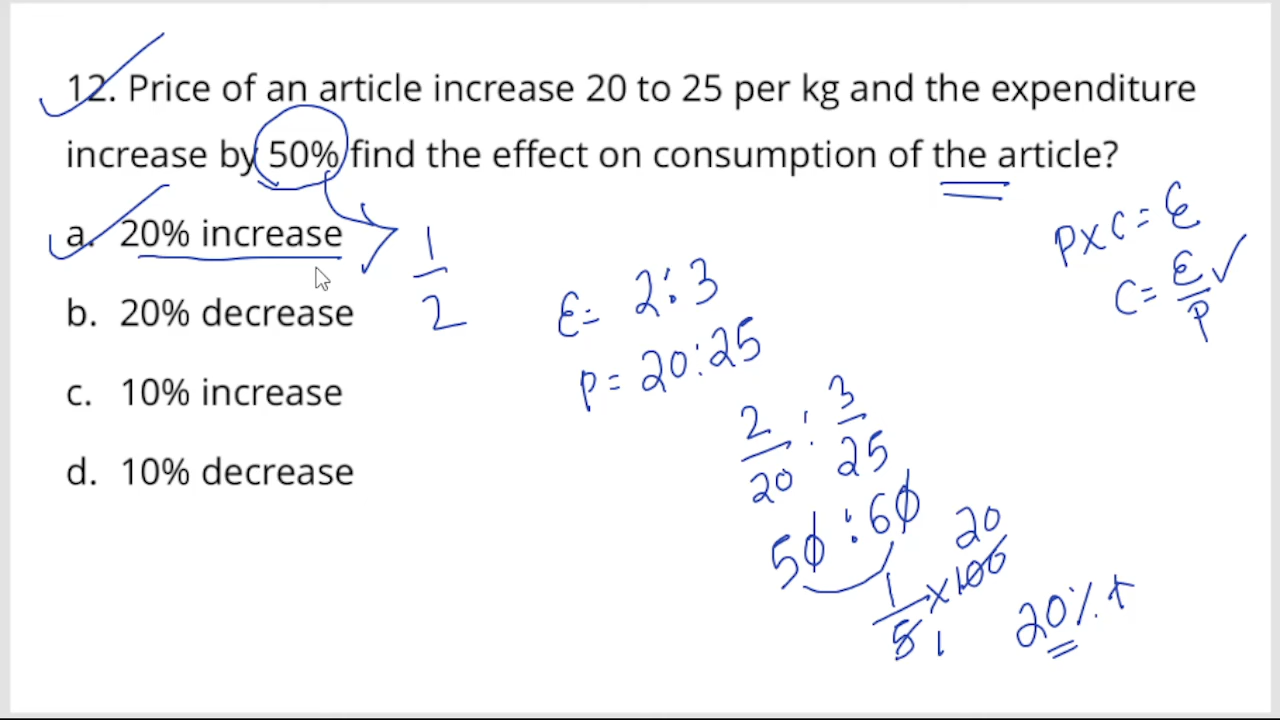 12. Price of an article increase 20 to 25 per kg and the expenditure
increase by 50% find the effect on consumption of the article?
a. 20% increase
b. 20% decrease
c. 10% increase
d. 10% decrease
1/2
ε= 2:3
P= 20:25
2/20 : 3/25
50:60
1/5 ×100
20
1
20% +
P×C=ε
C= ε/P